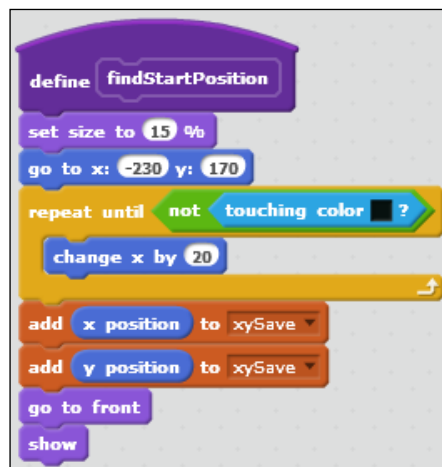 define findStartPosition
set size to 15 %
go to x: -230 y: 170
repeat until not touching color ?
change x by 20
add x position to xySave
add y position to xySave
go to front
show